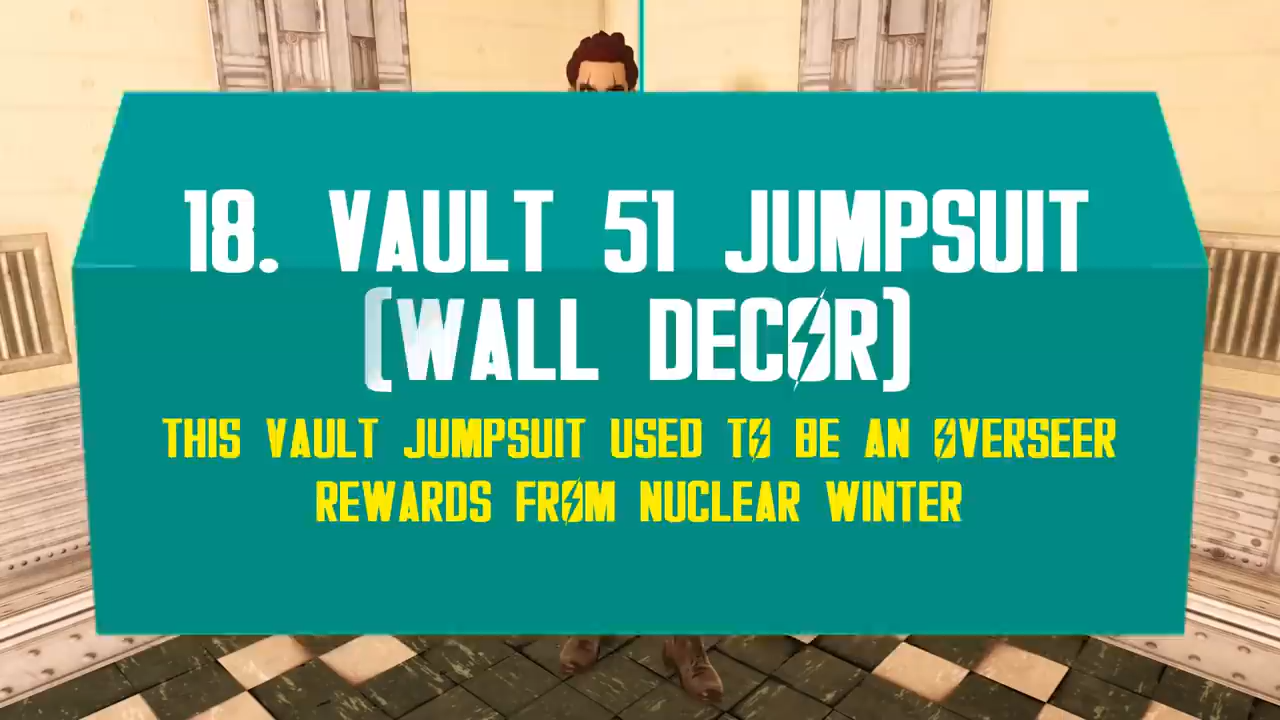 18. VAULT 51 JUMPSUIT
(WALL DECOR)
THIS VAULT JUMPSUIT USED TO BE AN OVERSEER
REWARDS FROM NUCLEAR WINTER